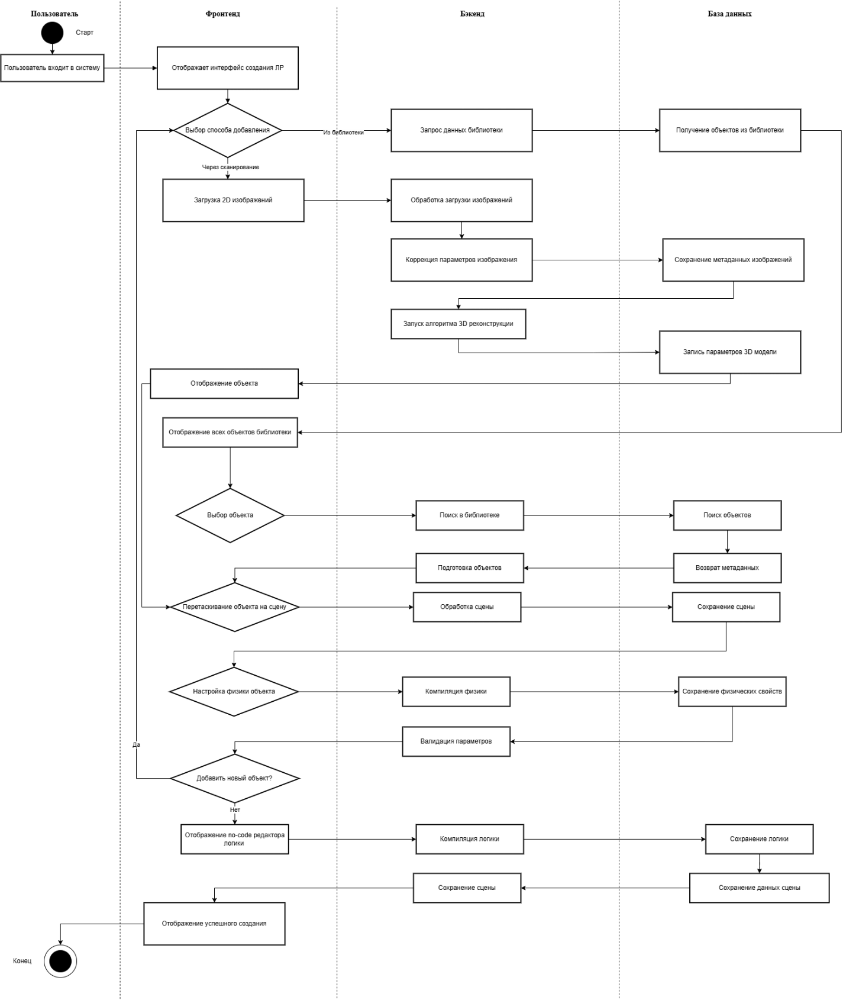 Пользователь
Фронтенд
Бэкенд
База данных
Старт
Пользователь входит в систему
Отображает интерфейс создания ЛР
Выбор способа добавления
Из библиотеки
Запрос данных библиотеки
Получение объектов из библиотеки
Через сканирование
Загрузка 2D изображений
Обработка загрузки изображений
Коррекция параметров изображения
Сохранение метаданных изображений
Запуск алгоритма 3D реконструкции
Запись параметров 3D модели
Отображение объекта
Отображение всех объектов библиотеки
Выбор объекта
Поиск в библиотеке
Поиск объектов
Подготовка объектов
Возврат метаданных
Перетаскивание объекта на сцену
Обработка сцены
Сохранение сцены
Настройка физики объекта
Компиляция физики
Сохранение физических свойств
Валидация параметров
Да
Добавить новый объект?
Нет
Отображение no-code редактора
логики
Компиляция логики
Сохранение логики
Сохранение сцены
Сохранение данных сцены
Отображение успешного создания
Конец